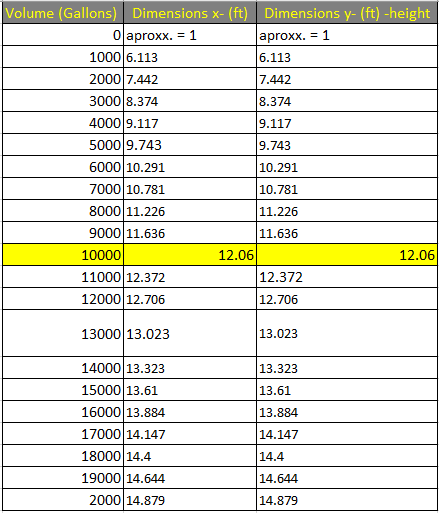 Volume (Gallons) Dimensions x- (ft) Dimensions y- (ft) -height
0 aproxx. = 1 aproxx. = 1
1000 6.113 6.113
2000 7.442 7.442
3000 8.374 8.374
4000 9.117 9.117
5000 9.743 9.743
6000 10.291 10.291
7000 10.781 10.781
8000 11.226 11.226
9000 11.636 11.636
10000 12.06 12.06
11000 12.372 12.372
12000 12.706 12.706
13000 13.023 13.023
14000 13.323 13.323
15000 13.61 13.61
16000 13.884 13.884
17000 14.147 14.147
18000 14.4 14.4
19000 14.644 14.644
2000 14.879 14.879